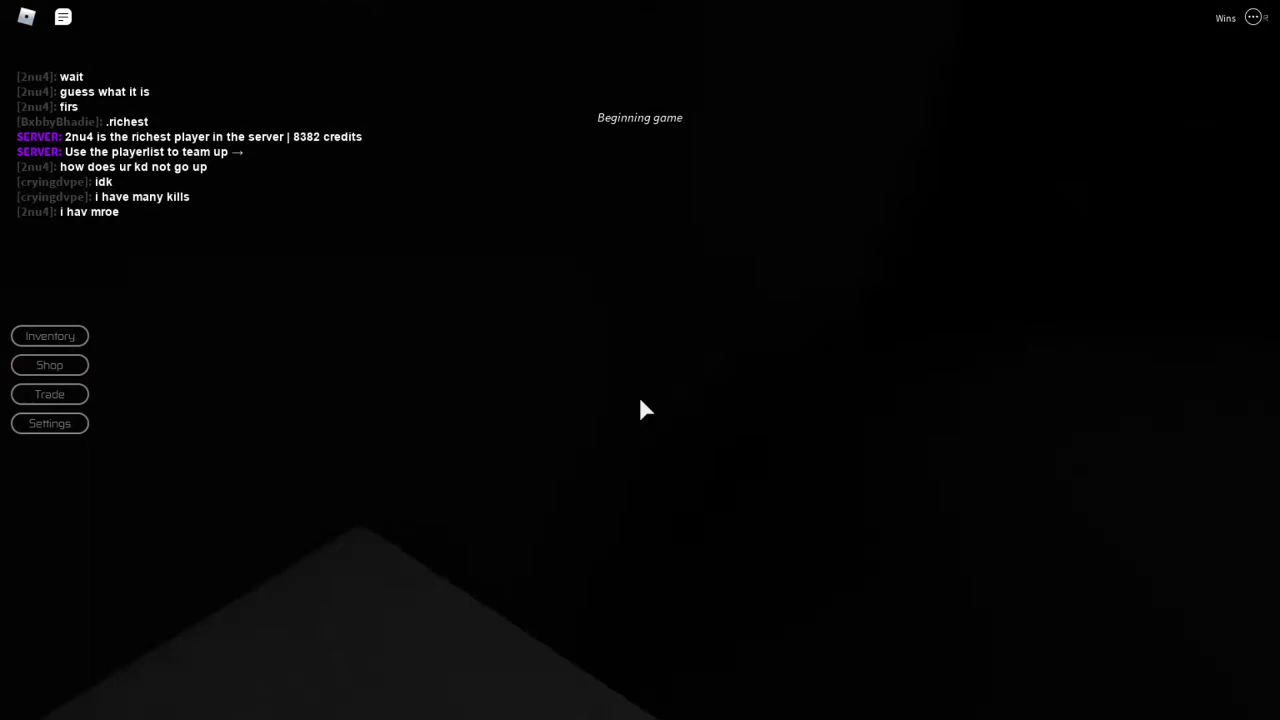 Wins
[2nu4]: wait
[2nu4]: guess what it is
[2nu4]: firs
[BxbbyBhadie]: .richest
SERVER: 2nu4 is the richest player in the server | 8382 credits
SERVER: Use the playerlist to team up →
[2nu4]: how does ur kd not go up
[cryingdvpe]: idk
[cryingdvpe]: i have many kills
[2nu4]: i hav mroe
Beginning game
Inventory
Shop
Trade
Settings